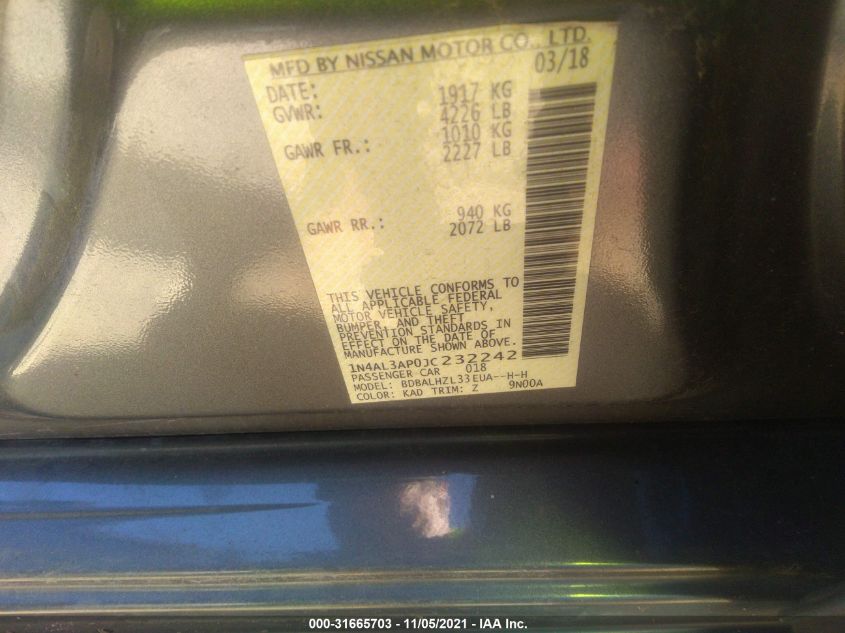 MFD BY NISSAN MOTOR CO., LTD.
DATE: 03/18
GVWR: 1917 KG
4226 LB
GAWR FR.: 1010 KG
2227 LB
GAWR RR.: 940 KG
2072 LB
THIS VEHICLE CONFORMS TO
ALL APPLICABLE FEDERAL
MOTOR VEHICLE SAFETY,
BUMPER, AND THEFT
PREVENTION STANDARDS IN
EFFECT ON THE DATE OF
MANUFACTURE SHOWN ABOVE.
1N4AL3AP0JC232242
PASSENGER CAR 018
MODEL: BDBALHZL33EUA--H-H
COLOR: KAD TRIM: Z 9N00A
000-31665703 - 11/05/2021 - IAA Inc.